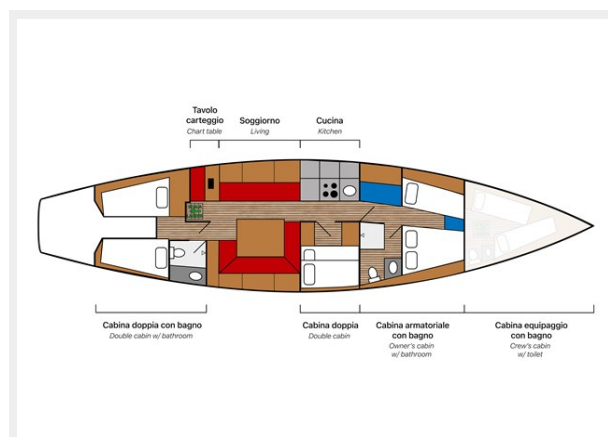 Tavolo
carteggio
Chart table
Soggiorno
Living
Cucina
Kitchen
Cabina doppia con bagno
Double cabin w/ bathroom
Cabina doppia
Double cabin
Cabina armatoriale
con bagno
Owner's cabin
w/ bathroom
Cabina equipaggio
con bagno
Crew's cabin
w/ toilet